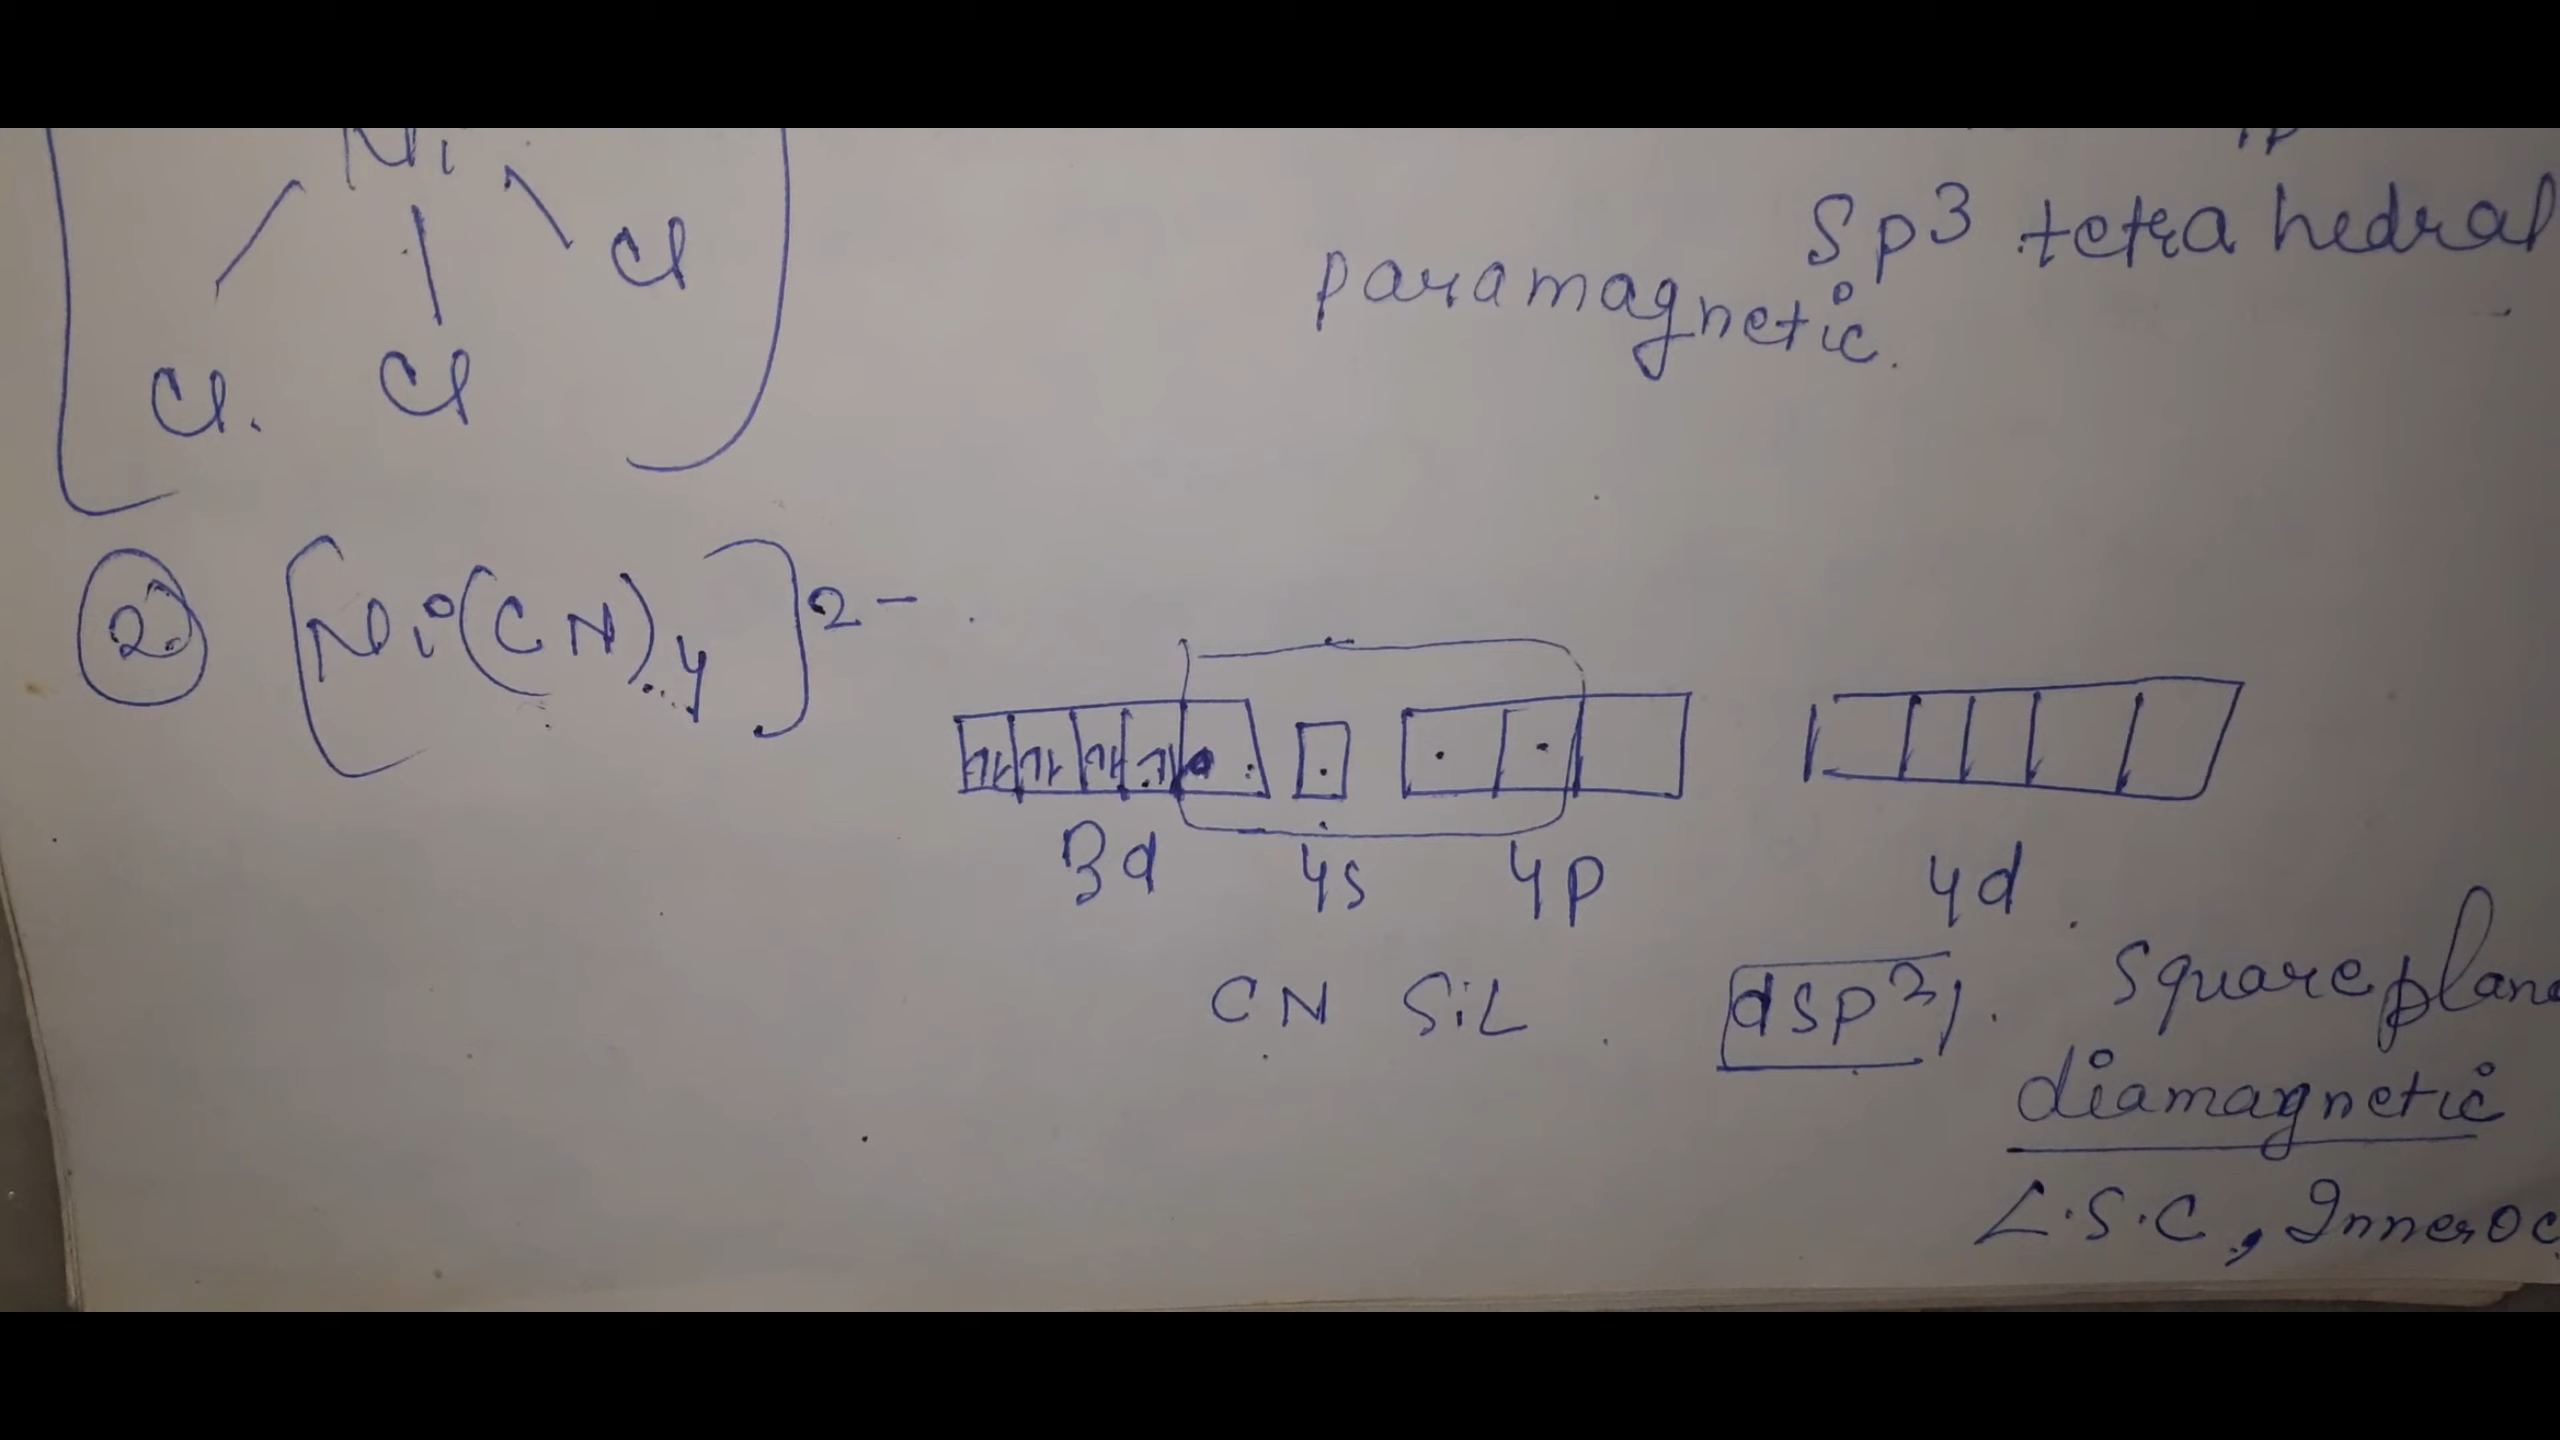 Ni
Sp³ tetrahedral
paramagnetic.
Cl
Cl. Cl
2. [Ni(CN)4]²⁻
3d 4s 4p 4d
CN SiL dsp² square
diamagnetic
L.S.C, Inner